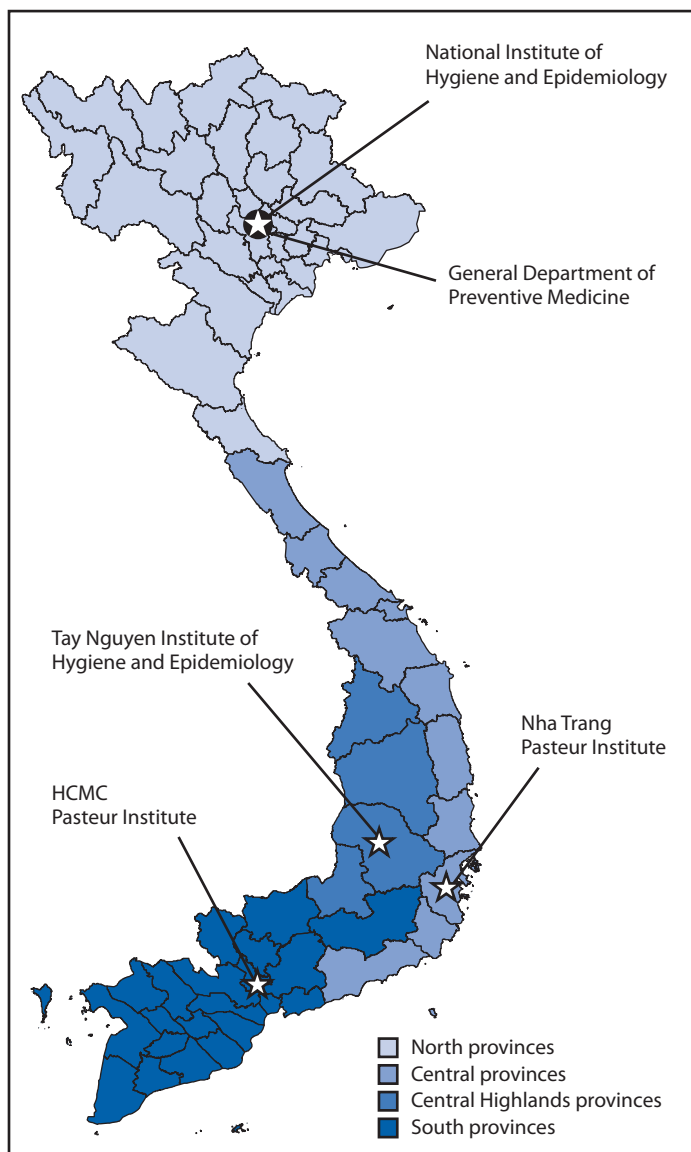 National Institute of
Hygiene and Epidemiology
General Department of
Preventive Medicine
Tay Nguyen Institute of
Hygiene and Epidemiology
Nha Trang
Pasteur Institute
HCMC
Pasteur Institute
North provinces
Central provinces
Central Highlands provinces
South provinces